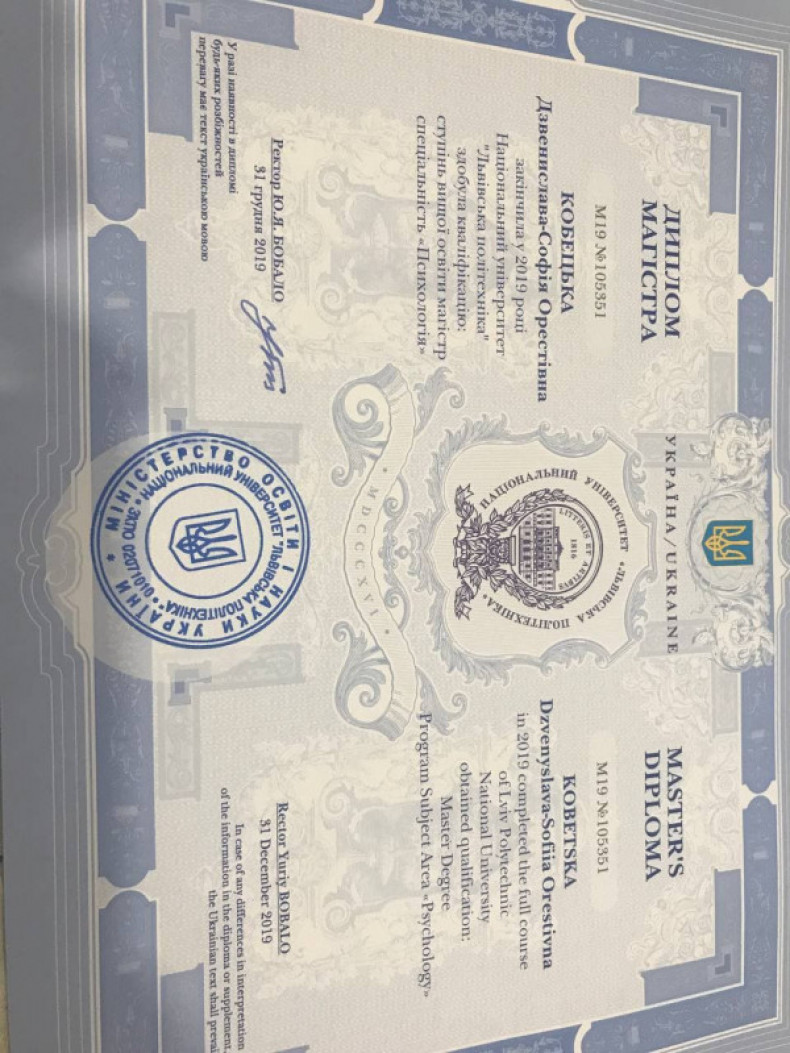 УКРАЇНА/UKRAINE
ДИПЛОМ
МАГІСТРА
М19 №105351
КОБЕЦЬКА
Дзвенислава-Софія Орестівна
закінчила у 2019 році
Національний університет
"Львівська політехніка"
здобула кваліфікацію:
ступінь вищої освіти магістр
спеціальність «Психологія»
Ректор Ю.Я. БОБАЛО
31 грудня 2019
У разі наявності в дипломі
будь-яких розбіжностей
перевагу має текст українською мовою
НАЦІОНАЛЬНИЙ УНІВЕРСИТЕТ «ЛЬВІВСЬКА ПОЛІТЕХНІКА»
LITTERIS ET ARTIBUS
1816
MDCCCXVI
МІНІСТЕРСТВО ОСВІТИ І НАУКИ УКРАЇНИ
НАЦІОНАЛЬНИЙ УНІВЕРСИТЕТ "ЛЬВІВСЬКА ПОЛІТЕХНІКА"
MASTER'S
DIPLOMA
M19 №105351
KOBETSKA
Dzvenyslava-Sofiia Orestivna
in 2019 completed the full course
of Lviv Polytechnic
National University
obtained qualification:
Master Degree
Program Subject Area «Psychology»
Rector Yuriy BOBALO
31 December 2019
In case of any differences in interpretation
of the information in the diploma or supplement,
the Ukrainian text shall prevai